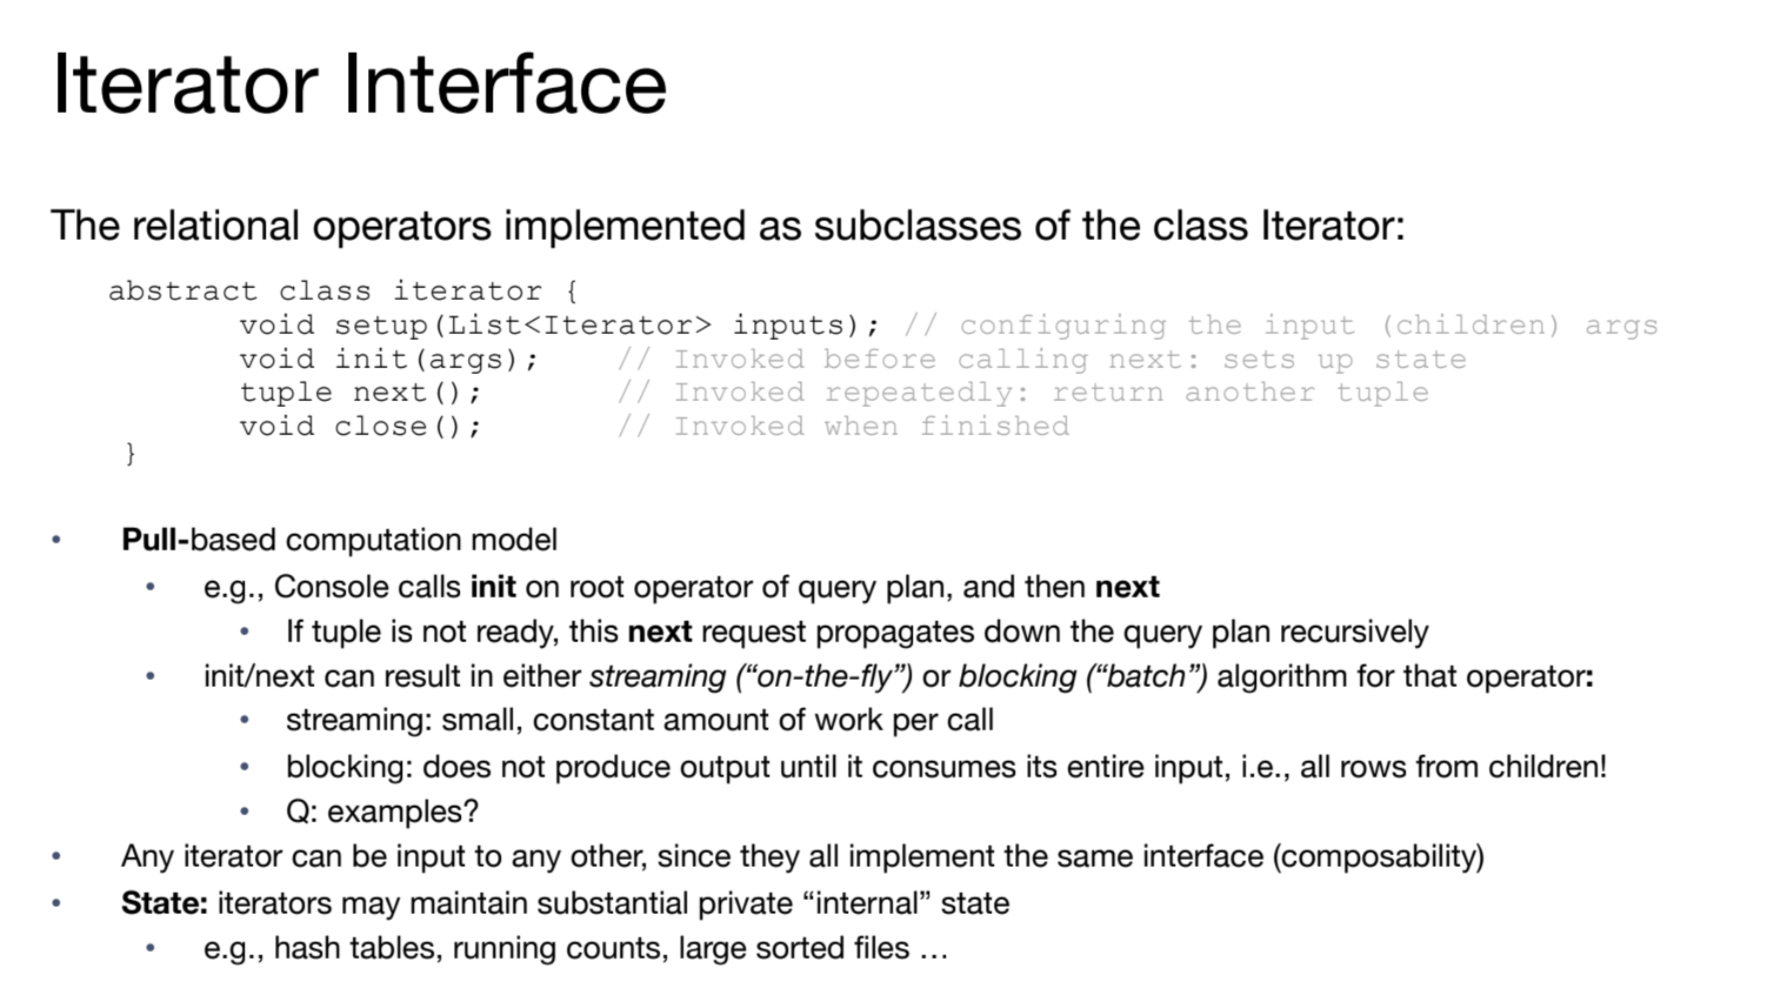 Iterator Interface
The relational operators implemented as subclasses of the class Iterator:
abstract class iterator {
void setup(List<Iterator> inputs); // configuring the input (children) args
void init(args); // Invoked before calling next: sets up state
tuple next(); // Invoked repeatedly: return another tuple
void close(); // Invoked when finished
}
• Pull-based computation model
• e.g., Console calls init on root operator of query plan, and then next
• If tuple is not ready, this next request propagates down the query plan recursively
• init/next can result in either streaming (“on-the-fly”) or blocking (“batch”) algorithm for that operator:
• streaming: small, constant amount of work per call
• blocking: does not produce output until it consumes its entire input, i.e., all rows from children!
• Q: examples?
• Any iterator can be input to any other, since they all implement the same interface (composability)
• State: iterators may maintain substantial private “internal” state
• e.g., hash tables, running counts, large sorted files …